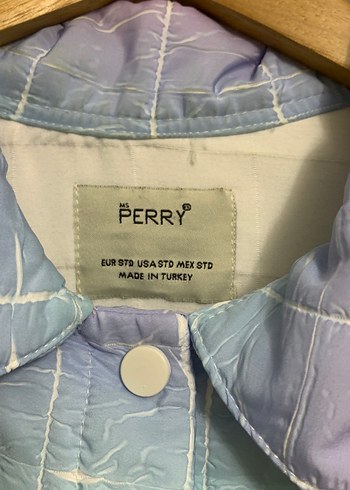 MS
PERRY
EUR STD USA STD MEX STD
MADE IN TURKEY